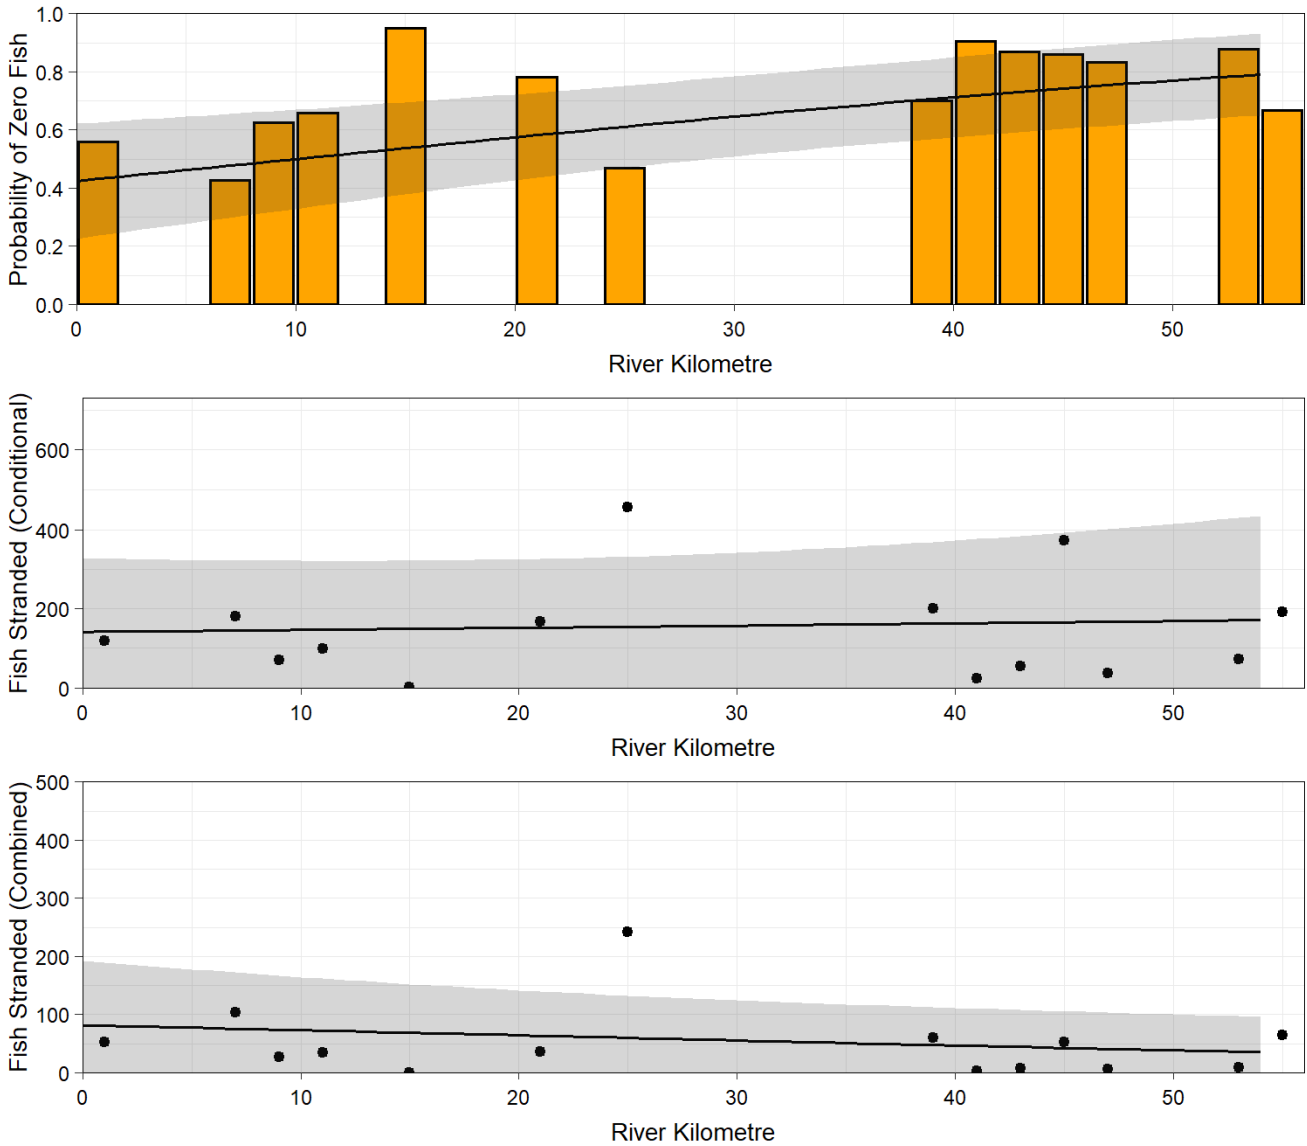 Probability of Zero Fish
1.0
0.8
0.6
0.4
0.2
0.0
0 10 20 30 40 50
River Kilometre
Fish Stranded (Conditional)
600
400
200
0
0 10 20 30 40 50
River Kilometre
Fish Stranded (Combined)
500
400
300
200
100
0
0 10 20 30 40 50
River Kilometre